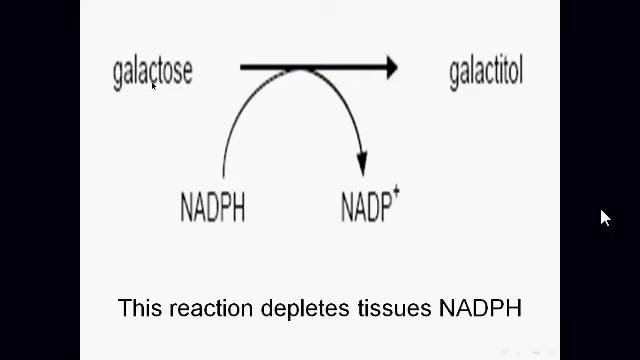 galactose galactitol
NADPH NADP⁺
This reaction depletes tissues NADPH